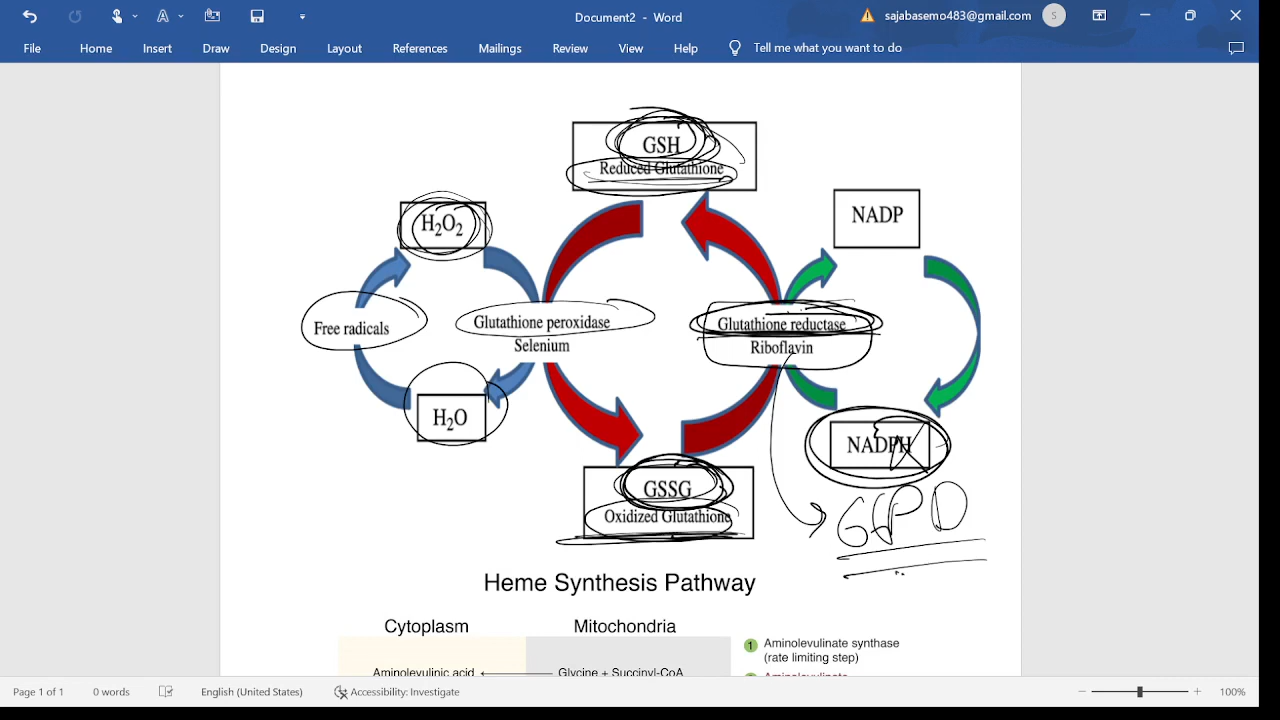 Document2 - Word
sajabasemo483@gmail.com
S
File Home Insert Draw Design Layout References Mailings Review View Help Tell me what you want to do
GSH
Reduced Glutathione
H₂O₂
NADP
Free radicals
Glutathione peroxidase
Selenium
Glutathione reductase
Riboflavin
H₂O
NADPH
GSSG
Oxidized Glutathione
G6PD
Heme Synthesis Pathway
Cytoplasm Mitochondria
1 Aminolevulinate synthase
(rate limiting step)
Aminolevulinic acid Glycine + Succinyl-CoA
Aminolevulinate
Page 1 of 1 0 words English (United States) Accessibility: Investigate 100%